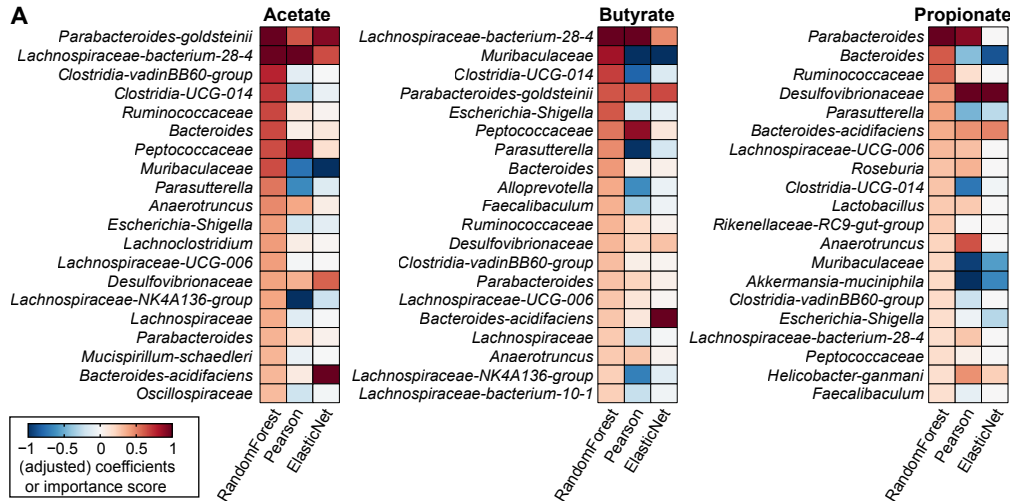 A
Acetate
Parabacteroides-goldsteinii
Lachnospiraceae-bacterium-28-4
Clostridia-vadinBB60-group
Clostridia-UCG-014
Ruminococcaceae
Bacteroides
Peptococcaceae
Muribaculaceae
Parasutterella
Anaerotruncus
Escherichia-Shigella
Lachnoclostridium
Lachnospiraceae-UCG-006
Desulfovibrionaceae
Lachnospiraceae-NK4A136-group
Lachnospiraceae
Parabacteroides
Mucispirillum-schaedleri
Bacteroides-acidifaciens
Oscillospiraceae
RandomForest
Pearson
ElasticNet
Butyrate
Lachnospiraceae-bacterium-28-4
Muribaculaceae
Clostridia-UCG-014
Parabacteroides-goldsteinii
Escherichia-Shigella
Peptococcaceae
Parasutterella
Bacteroides
Alloprevotella
Faecalibaculum
Ruminococcaceae
Desulfovibrionaceae
Clostridia-vadinBB60-group
Parabacteroides
Lachnospiraceae-UCG-006
Bacteroides-acidifaciens
Lachnospiraceae
Anaerotruncus
Lachnospiraceae-NK4A136-group
Lachnospiraceae-bacterium-10-1
RandomForest
Pearson
ElasticNet
Propionate
Parabacteroides
Bacteroides
Ruminococcaceae
Desulfovibrionaceae
Parasutterella
Bacteroides-acidifaciens
Lachnospiraceae-UCG-006
Roseburia
Clostridia-UCG-014
Lactobacillus
Rikenellaceae-RC9-gut-group
Anaerotruncus
Muribaculaceae
Akkermansia-muciniphila
Clostridia-vadinBB60-group
Escherichia-Shigella
Lachnospiraceae-bacterium-28-4
Peptococcaceae
Helicobacter-ganmani
Faecalibaculum
RandomForest
Pearson
ElasticNet
−1 −0.5 0 0.5 1
(adjusted) coefficients
or importance score